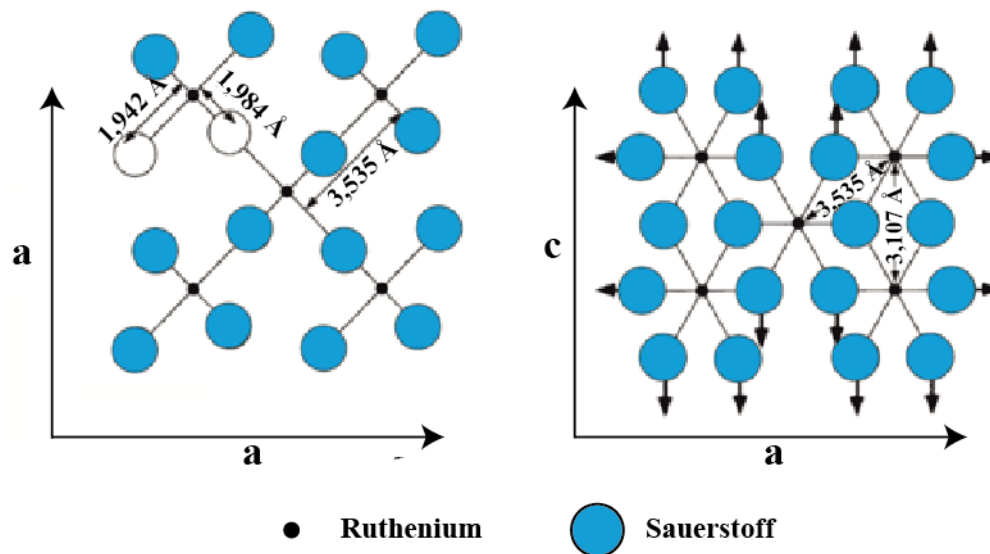 1,942 Å
1,984 Å
3,535 Å
a
a
3,535 Å
3,107 Å
c
a
Ruthenium
Sauerstoff